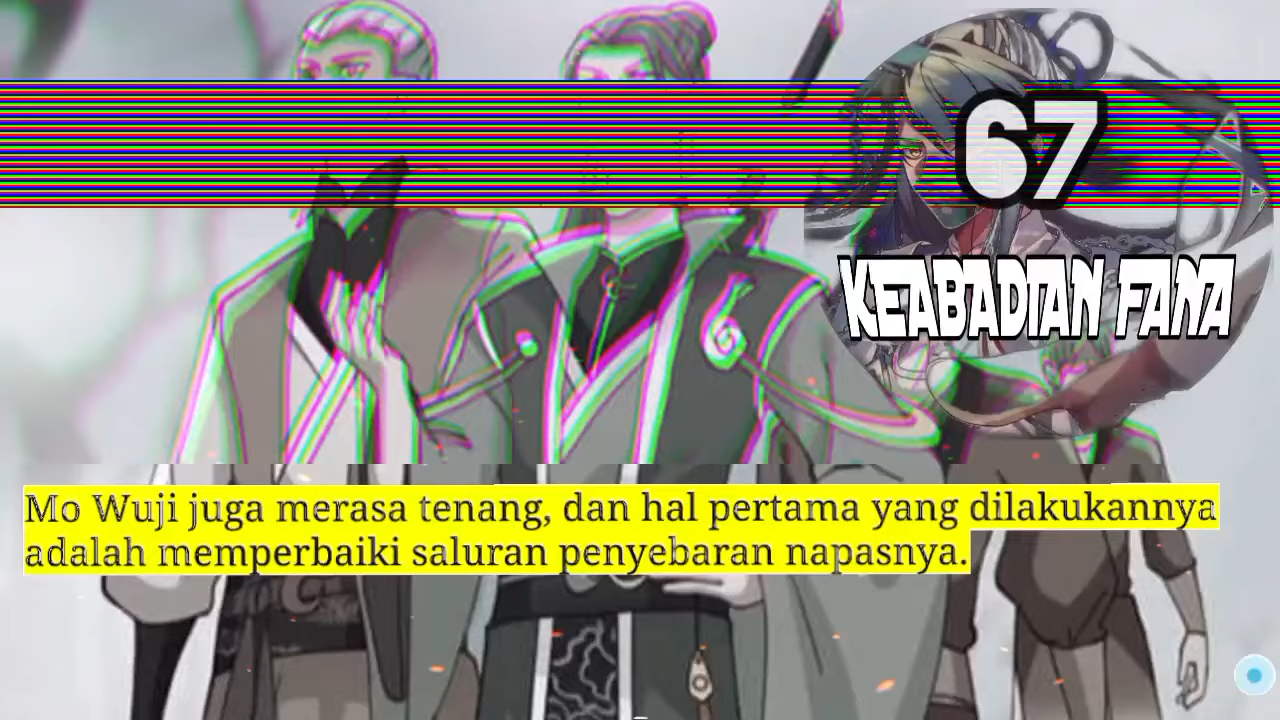 67
KEABADIAN FANA
Mo Wuji juga merasa tenang, dan hal pertama yang dilakukannya
adalah memperbaiki saluran penyebaran napasnya.